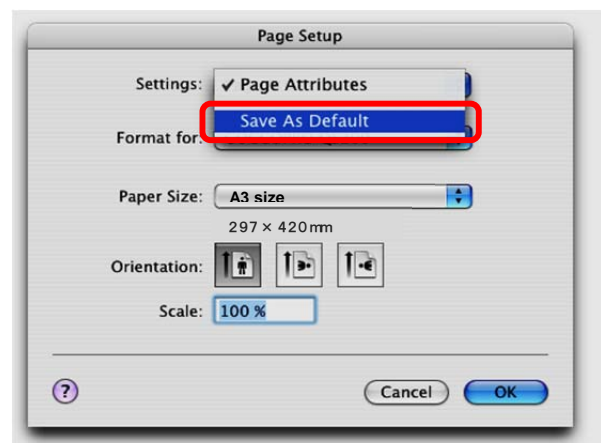 Page Setup
Settings: ✓ Page Attributes
Save As Default
Format for:
Paper Size: A3 size
297 × 420 mm
Orientation:
Scale: 100 %
? Cancel OK